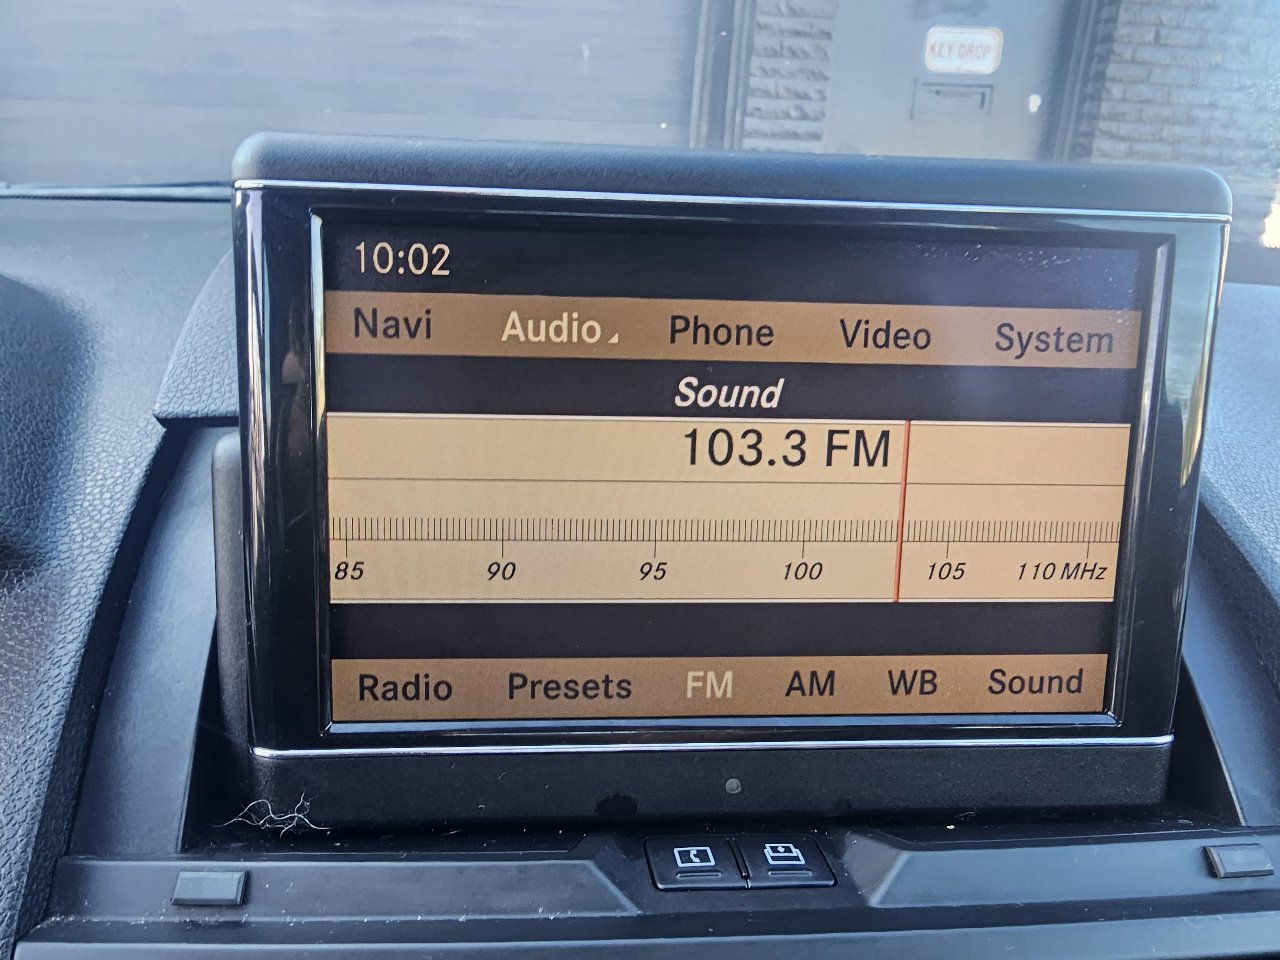 KEY DROP
10:02
Navi Audio Phone Video System
Sound
103.3 FM
85 90 95 100 105 110 MHz
Radio Presets FM AM WB Sound